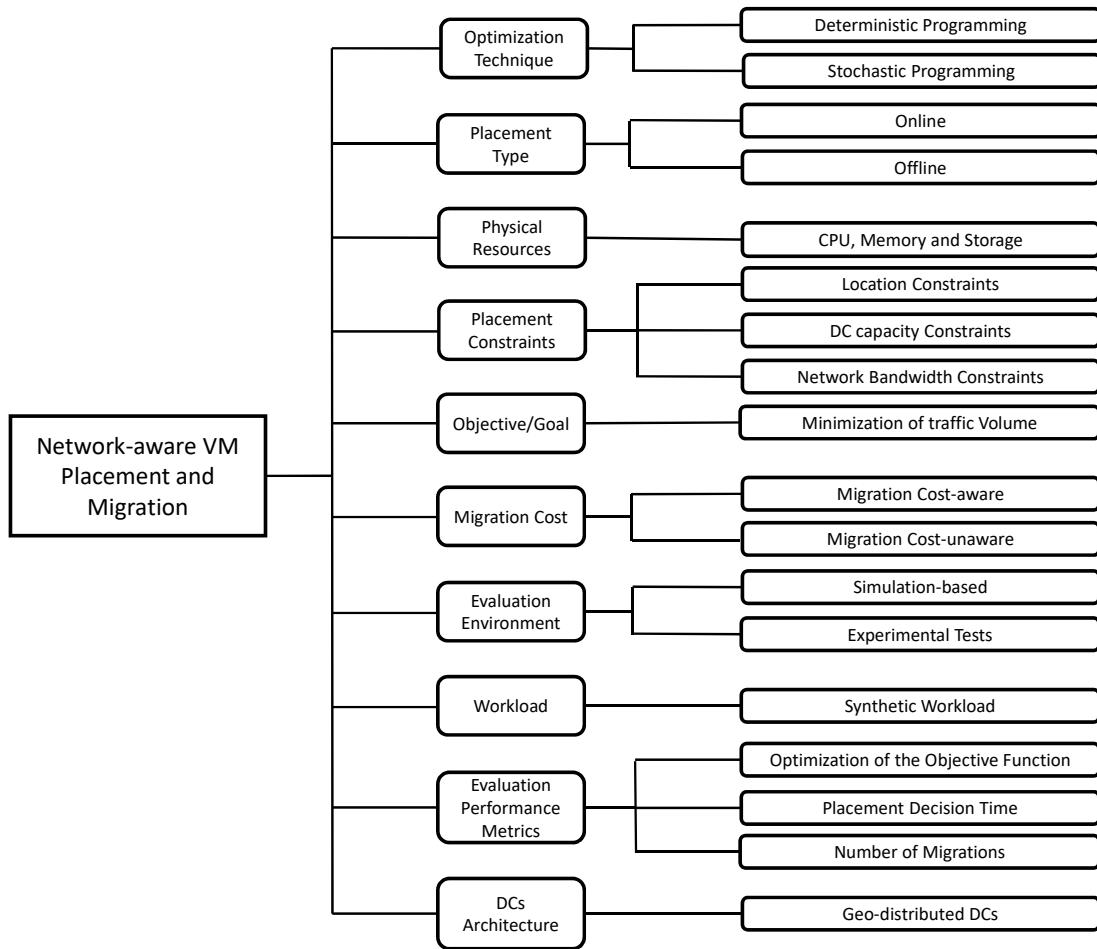 Network-aware VM
Placement and
Migration
Optimization
Technique
Deterministic Programming
Stochastic Programming
Placement
Type
Online
Offline
Physical
Resources
CPU, Memory and Storage
Placement
Constraints
Location Constraints
DC capacity Constraints
Network Bandwidth Constraints
Objective/Goal
Minimization of traffic Volume
Migration Cost
Migration Cost-aware
Migration Cost-unaware
Evaluation
Environment
Simulation-based
Experimental Tests
Workload
Synthetic Workload
Evaluation
Performance
Metrics
Optimization of the Objective Function
Placement Decision Time
Number of Migrations
DCs
Architecture
Geo-distributed DCs